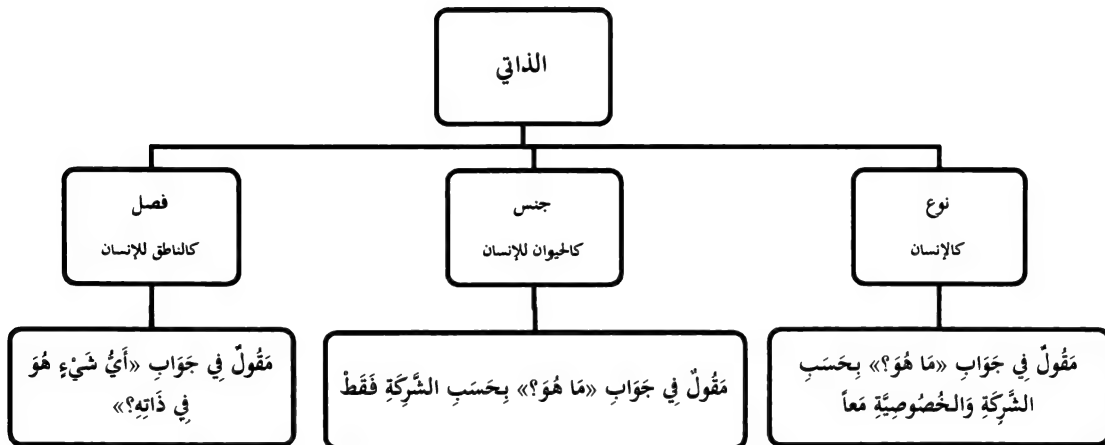 الذاتي
نوع
كالإنسان
جنس
كالحيوان للإنسان
فصل
كالناطق للإنسان
مَقُولٌ فِي جَوَابِ «مَا هُوَ؟» بِحَسَبِ
الشَّرِكَةِ وَالخُصُوصِيَّةِ مَعاً
مَقُولٌ فِي جَوَابِ «مَا هُوَ؟» بِحَسَبِ الشَّرِكَةِ فَقَطْ
مَقُولٌ فِي جَوَابِ «أَيُّ شَيْءٍ هُوَ
فِي ذَاتِهِ؟»